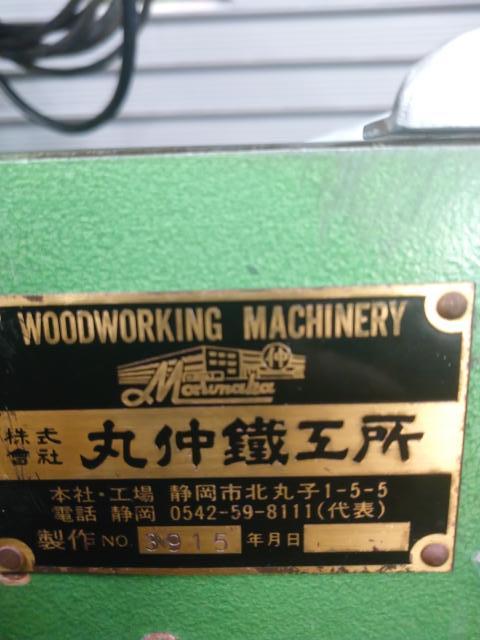 WOODWORKING MACHINERY
仲
Marunaka
株式會社 丸仲鐵工所
本社・工場 静岡市北丸子1-5-5
電話 静岡 0542-59-8111(代表)
製作NO. 3915 年月日